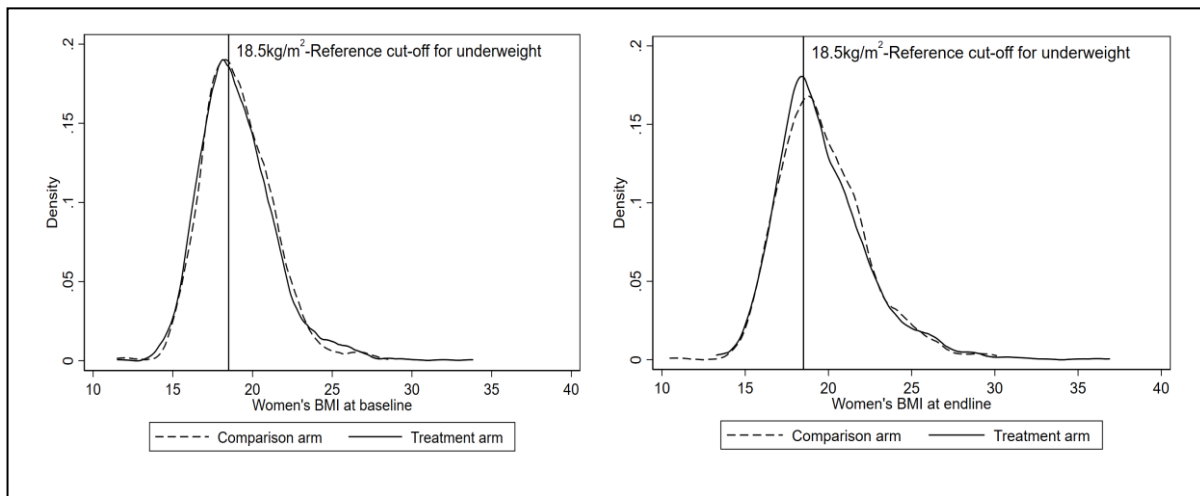 18.5kg/m²-Reference cut-off for underweight
.2
.15
.1
.05
0
Density
10 15 20 25 30 35 40
Women's BMI at baseline
Comparison arm Treatment arm
18.5kg/m²-Reference cut-off for underweight
.2
.15
.1
.05
0
Density
10 15 20 25 30 35 40
Women's BMI at endline
Comparison arm Treatment arm